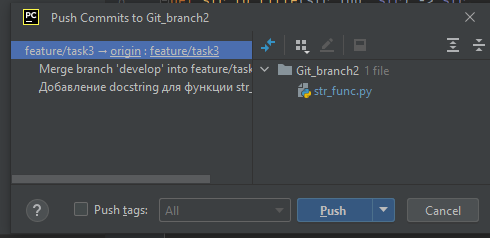 PC
Push Commits to Git_branch2
feature/task3 → origin : feature/task3
Merge branch 'develop' into feature/task
Добавление docstring для функции str_
Git_branch2 1 file
str_func.py
?
Push tags:
All
Push
Cancel